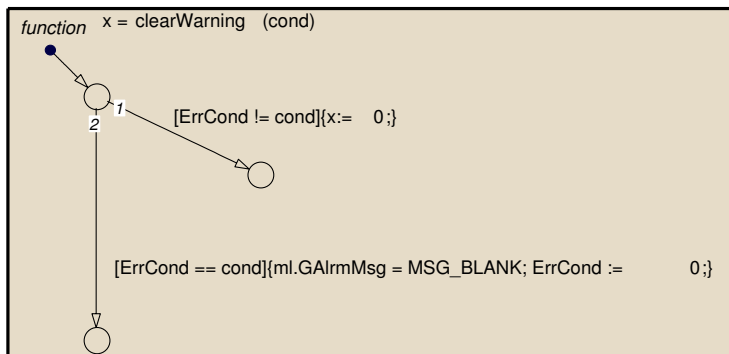 function x = clearWarning (cond)
1
2
[ErrCond != cond]{x:= 0;}
[ErrCond == cond]{ml.GAlrmMsg = MSG_BLANK; ErrCond := 0;}